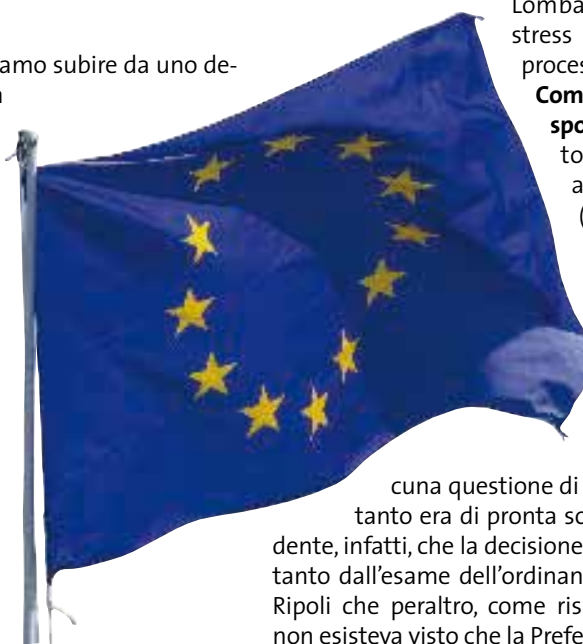 amo subire da uno de-
Lomba
stress
proces
Com
spo
to
a
(
cuna questione di
tanto era di pronta so
dente, infatti, che la decisione
tanto dall'esame dell'ordinan
Ripoli che peraltro, come ris
non esisteva visto che la Prefe